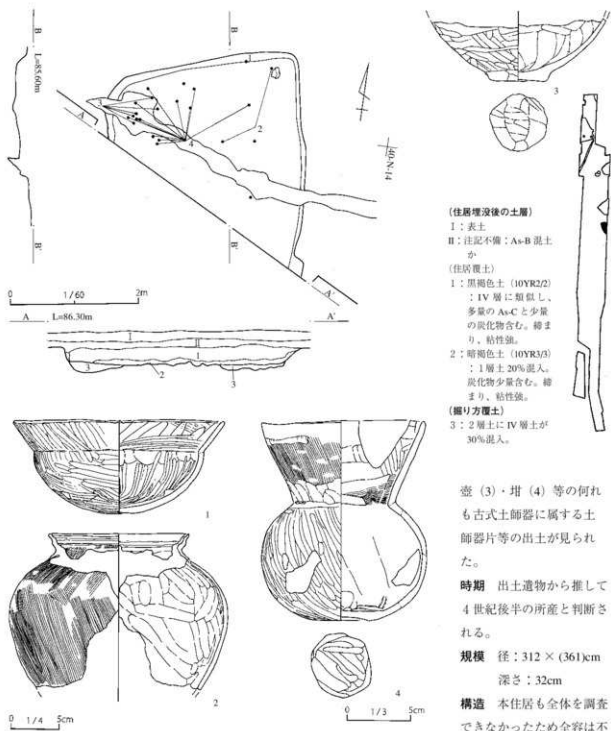 B
B
L=85.60m
A
1
2
4
40-N-14
B'
B'
A'
0 1/60 2m
A L=86.30m A'
I
II
1
3
2
3
1
2
3
4
0 1/4 5cm
0 1/3 5cm
(住居埋没後の土層)
I：表土
II：注記不備：As-B 混土
か
(住居覆土)
1：黒褐色土（10YR2/2）
：IV 層に類似し、
多量の As-C と少量
の炭化物含む。締ま
り、粘性強。
2：暗褐色土（10YR3/3）
：1層土 20%混入。
炭化物少量含む。締
まり、粘性強。
(掘り方覆土)
3：2層土に IV 層土が
30%混入。
壺（3）・坩（4）等の何れ
も古式土師器に属する土
師器片等の出土が見られ
た。
時期　出土遺物から推して
4世紀後半の所産と判断さ
れる。
規模　径：312 × (361)cm
深さ：32cm
構造　本住居も全体を調査
できなかったため全容は不